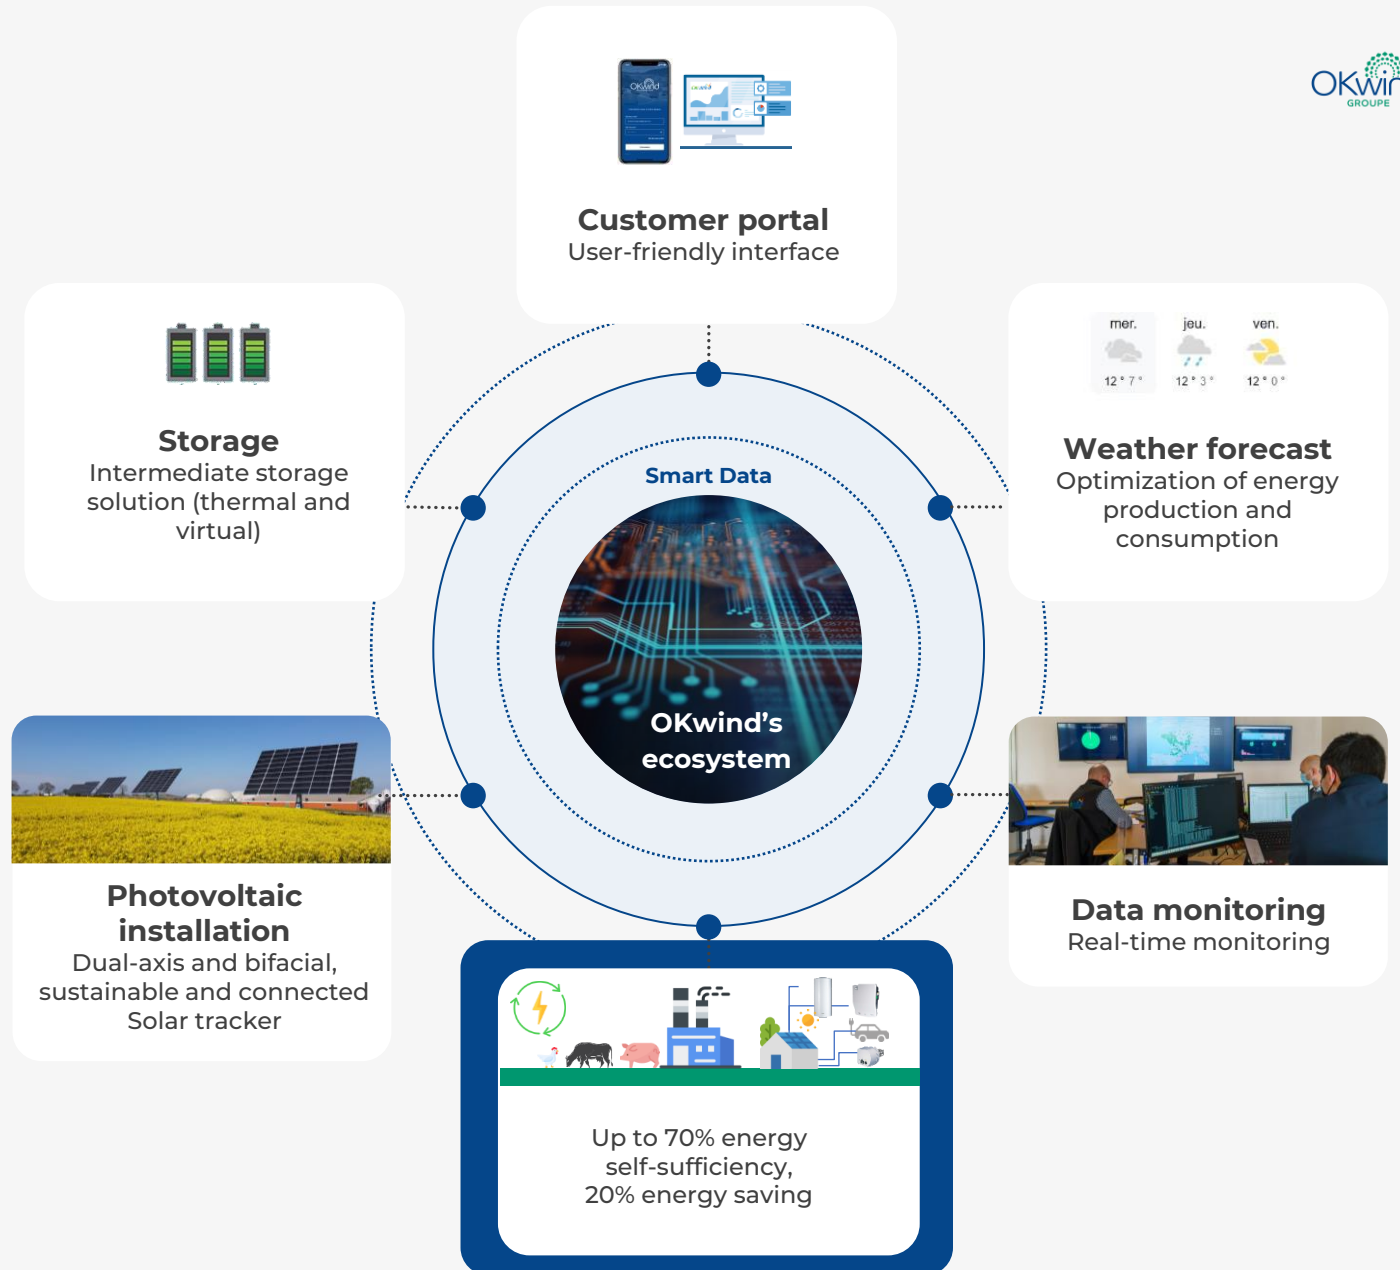 Customer portal
User-friendly interface
GROUPE
Storage
Intermediate storage
solution (thermal and
virtual)
mer. jeu. ven.
12 ° 7 ° 12 ° 3 ° 12 ° 0 °
Weather forecast
Optimization of energy
production and
consumption
Smart Data
OKwind’s
ecosystem
Photovoltaic
installation
Dual-axis and bifacial,
sustainable and connected
Solar tracker
Data monitoring
Real-time monitoring
Up to 70% energy
self-sufficiency,
20% energy saving